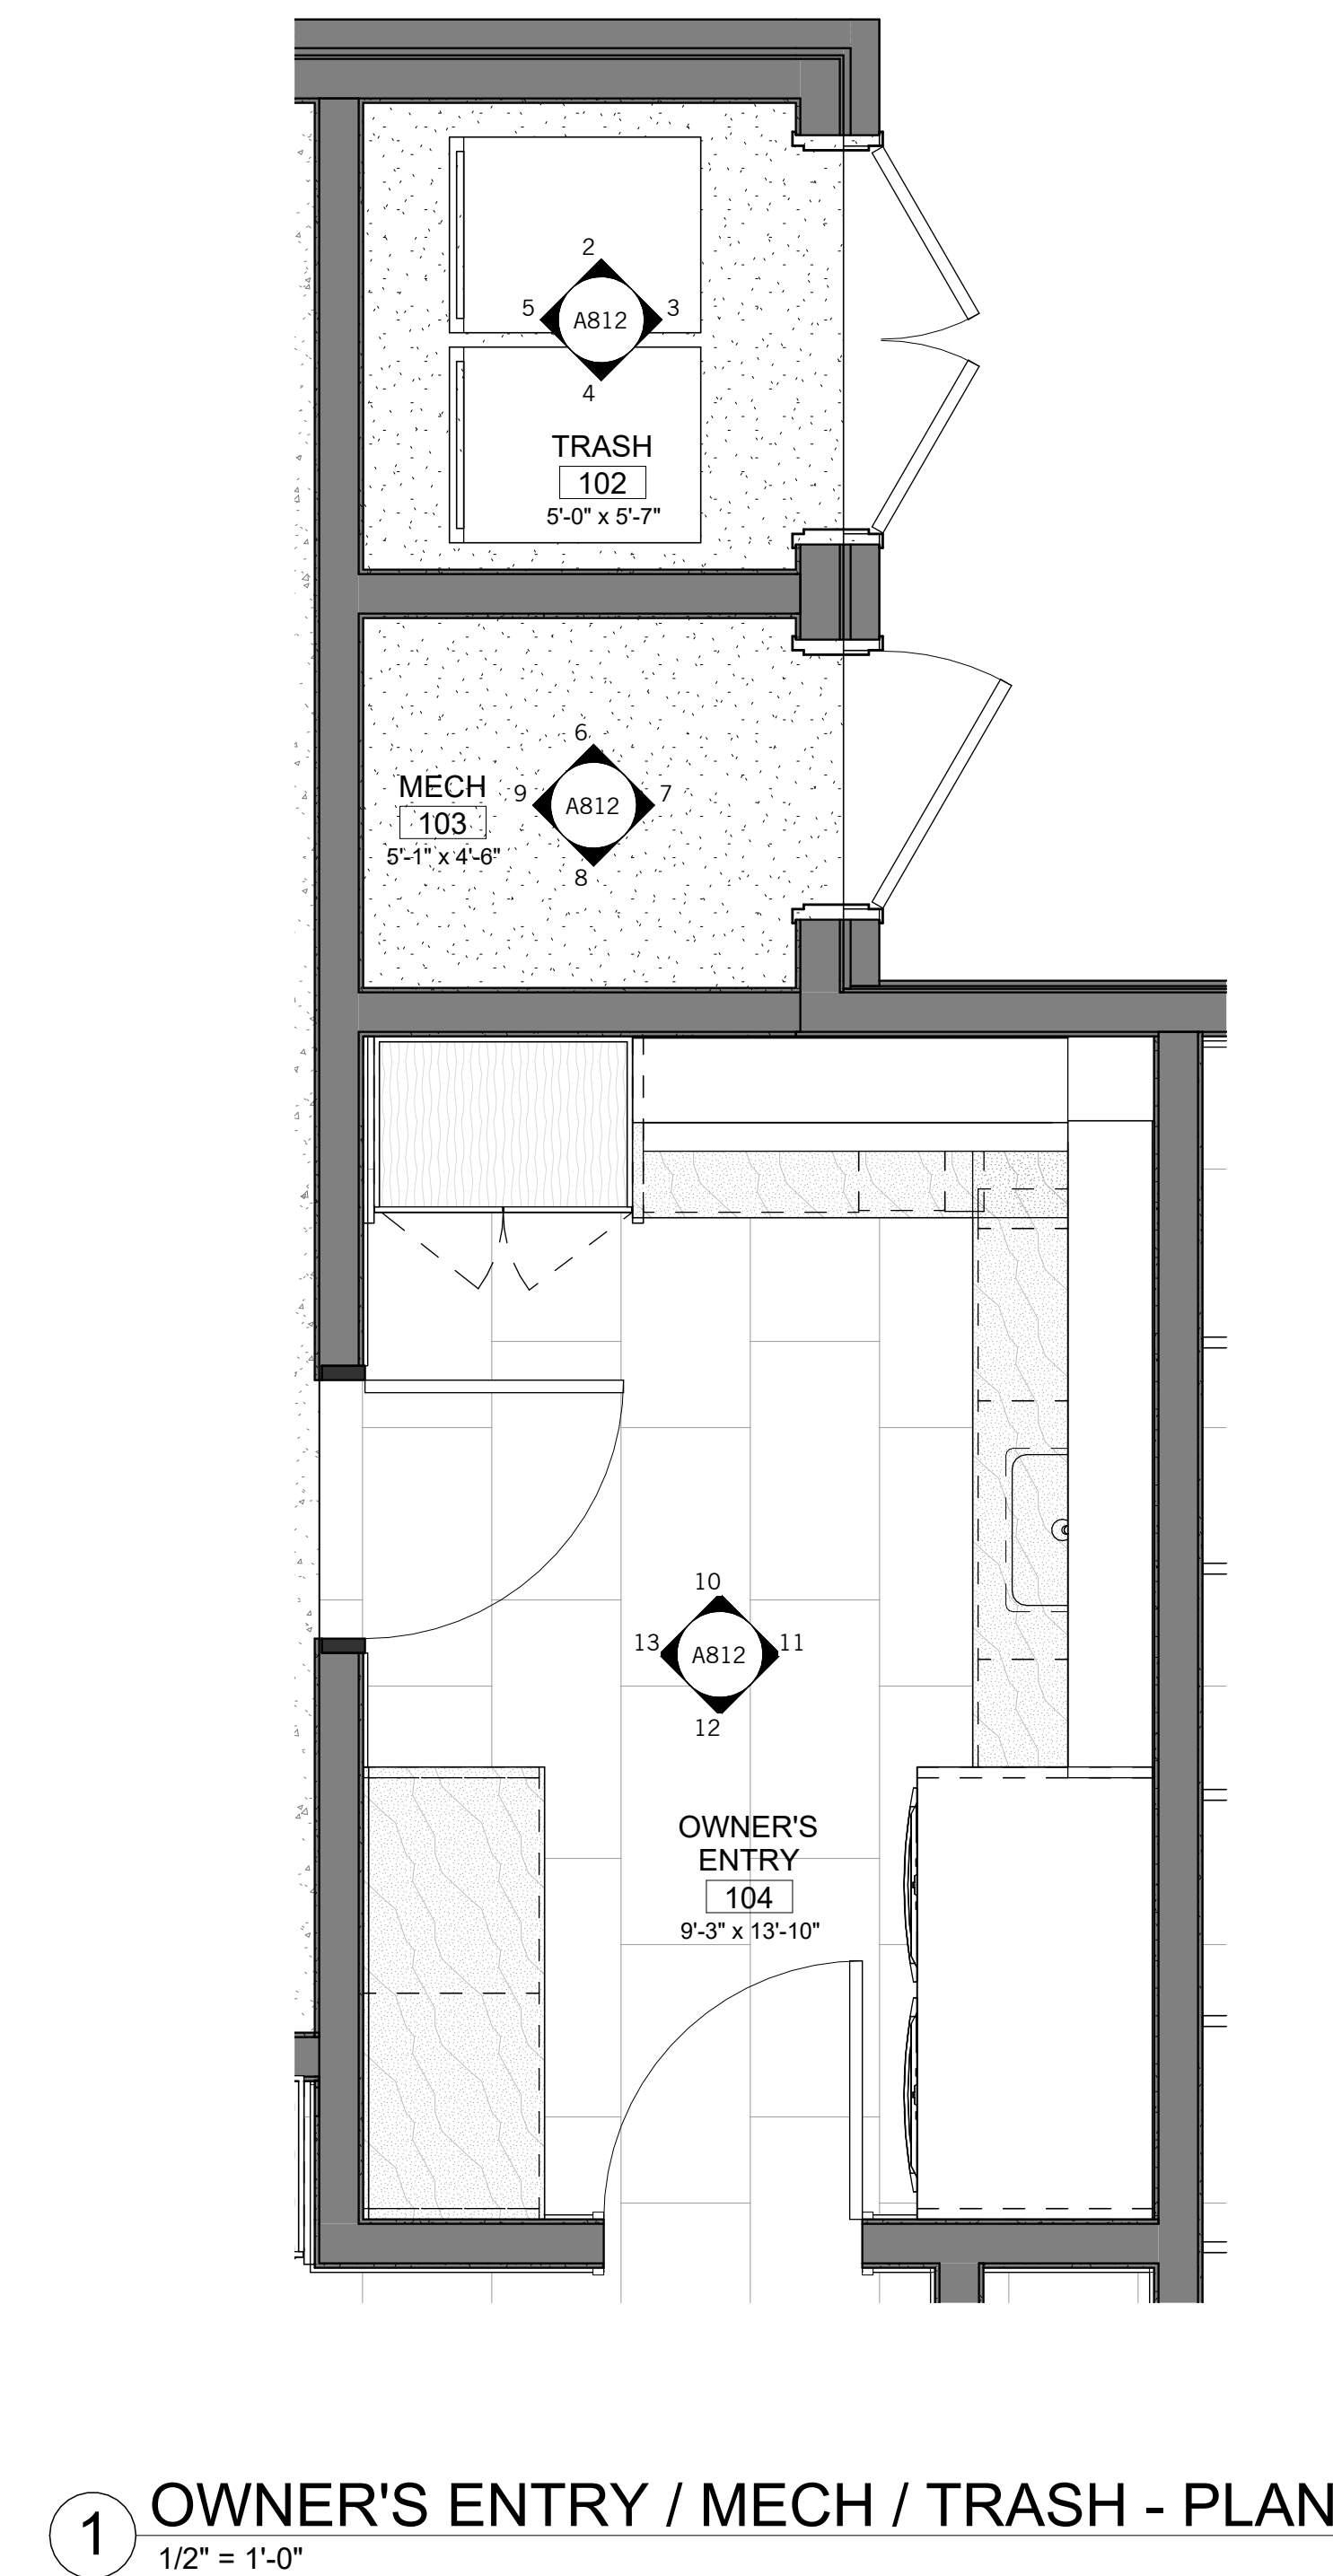 2
5 A812 3
4
TRASH
102
5'-0" x 5'-7"
6
9 A812 7
8
MECH
103
5'-1" x 4'-6"
10
13 A812 11
12
OWNER'S
ENTRY
104
9'-3" x 13'-10"
1 OWNER'S ENTRY / MECH / TRASH - PLAN
1/2" = 1'-0"